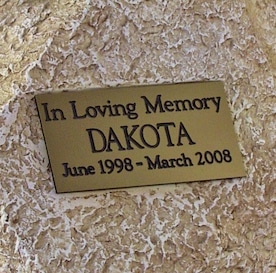 In Loving Memory
DAKOTA
June 1998 - March 2008